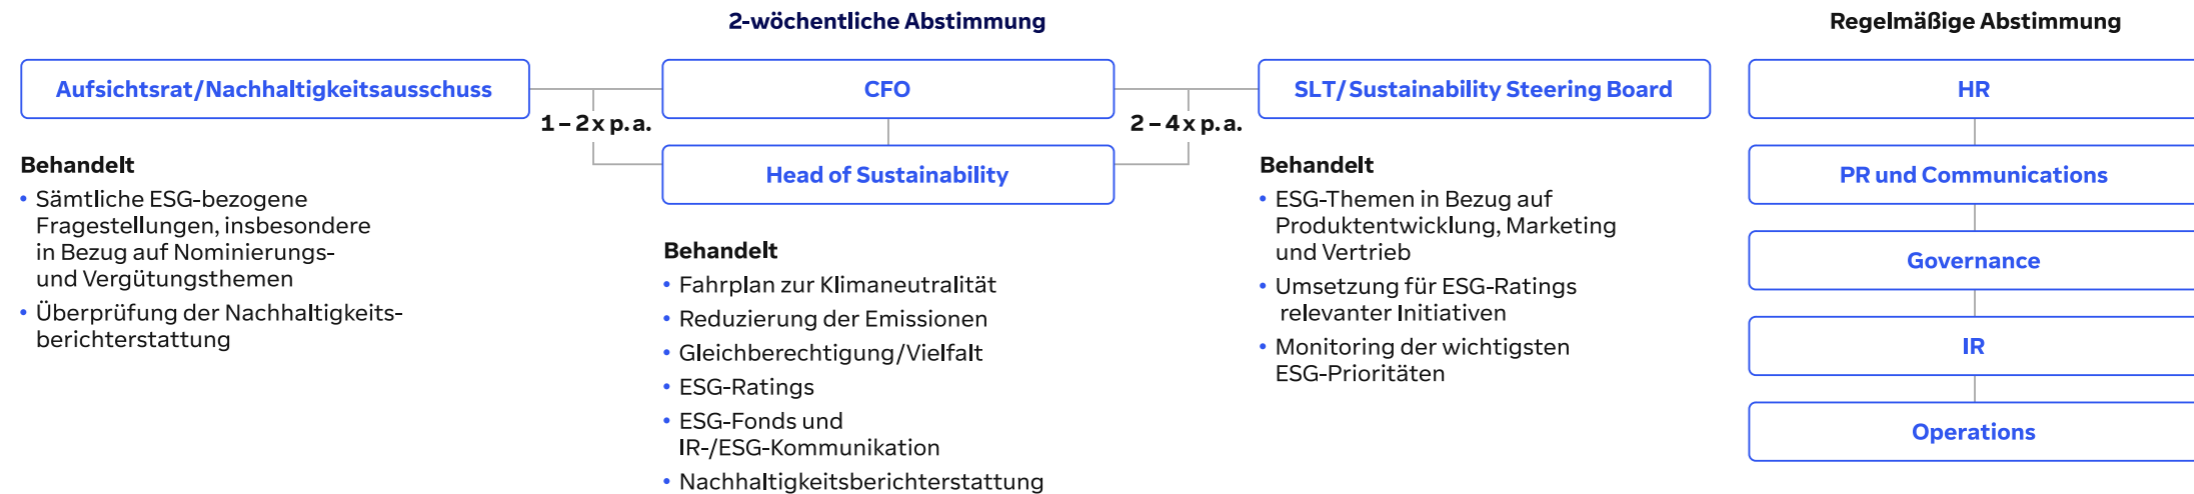 2-wöchentliche Abstimmung
Regelmäßige Abstimmung
Aufsichtsrat/Nachhaltigkeitsausschuss
CFO
SLT/Sustainability Steering Board
HR
1–2x p.a.
2–4x p.a.
Head of Sustainability
PR und Communications
Governance
IR
Operations
Behandelt
• Sämtliche ESG-bezogene
Fragestellungen, insbesondere
in Bezug auf Nominierungs-
und Vergütungsthemen
• Überprüfung der Nachhaltigkeits-
berichterstattung
Behandelt
• Fahrplan zur Klimaneutralität
• Reduzierung der Emissionen
• Gleichberechtigung/Vielfalt
• ESG-Ratings
• ESG-Fonds und
IR-/ESG-Kommunikation
• Nachhaltigkeitsberichterstattung
Behandelt
• ESG-Themen in Bezug auf
Produktentwicklung, Marketing
und Vertrieb
• Umsetzung für ESG-Ratings
relevanter Initiativen
• Monitoring der wichtigsten
ESG-Prioritäten